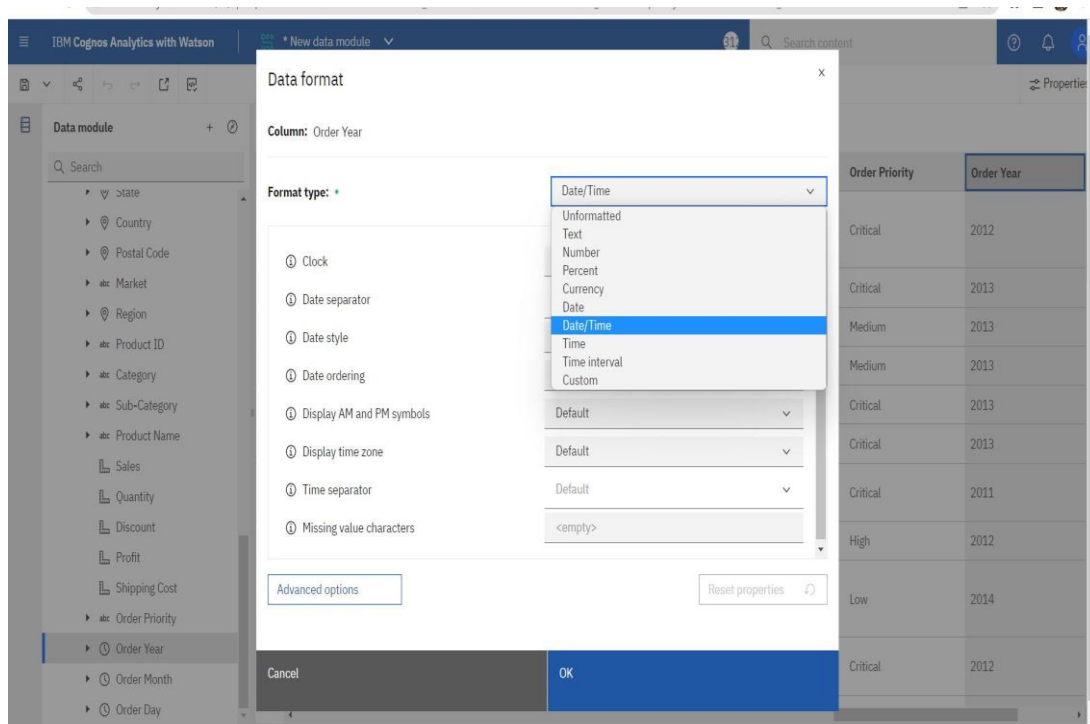 IBM Cognos Analytics with Watson
* New data module
Search content
Properties
Data module
Search
State
Country
Postal Code
abc Market
Region
abc Product ID
abc Category
abc Sub-Category
abc Product Name
Sales
Quantity
Discount
Profit
Shipping Cost
abc Order Priority
Order Year
Order Month
Order Day
Data format
x
Column: Order Year
Format type: *
Date/Time
Unformatted
Text
Number
Percent
Currency
Date
Date/Time
Time
Time interval
Custom
Clock
Date separator
Date style
Date ordering
Display AM and PM symbols Default
Display time zone Default
Time separator Default
Missing value characters <empty>
Advanced options
Reset properties
Cancel
OK
Order Priority Order Year
Critical 2012
Critical 2013
Medium 2013
Medium 2013
Critical 2013
Critical 2013
Critical 2011
High 2012
Low 2014
Critical 2012